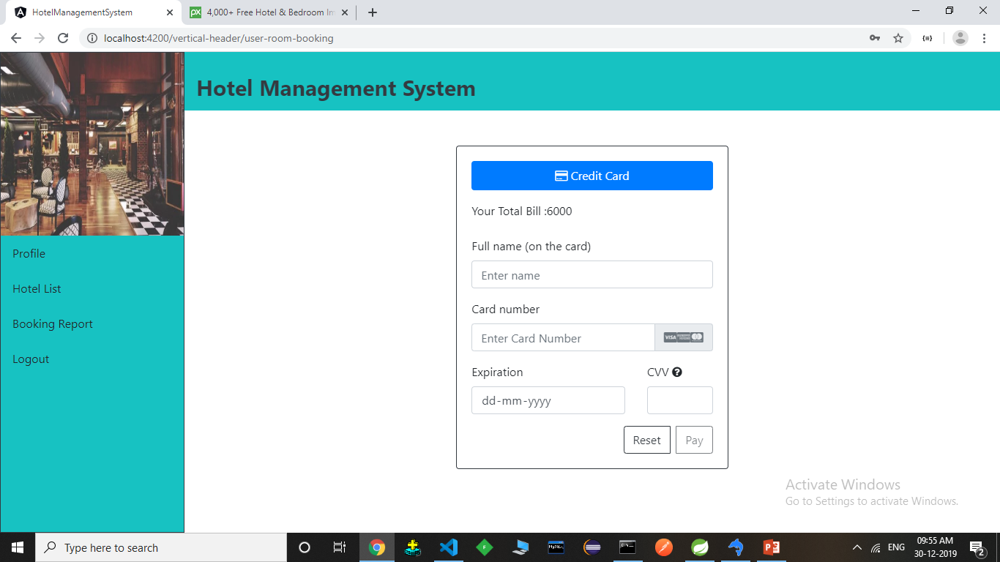 HotelManagementSystem
4,000+ Free Hotel & Bedroom Im
localhost:4200/vertical-header/user-room-booking
Hotel Management System
Profile
Hotel List
Booking Report
Logout
Credit Card
Your Total Bill :6000
Full name (on the card)
Enter name
Card number
Enter Card Number
VISA
Expiration
CVV
dd-mm-yyyy
Reset
Pay
Activate Windows
Go to Settings to activate Windows.
Type here to search
ENG
09:55 AM
30-12-2019
2